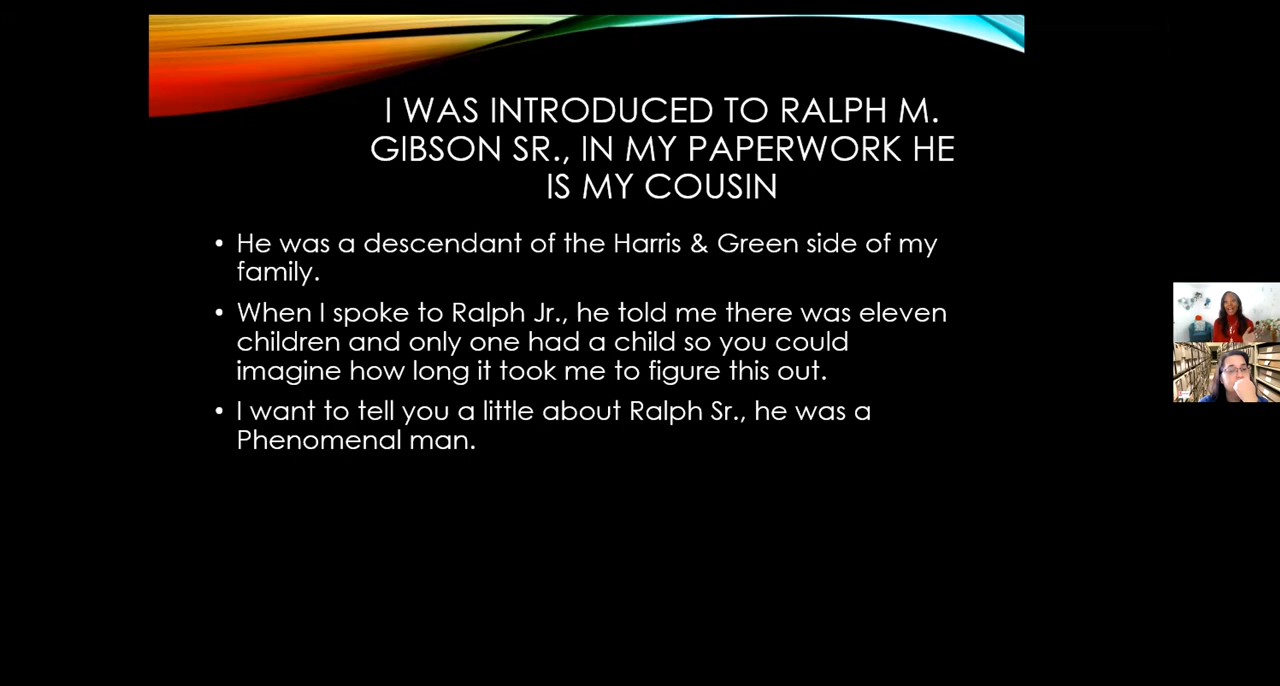 I WAS INTRODUCED TO RALPH M.
GIBSON SR., IN MY PAPERWORK HE
IS MY COUSIN
• He was a descendant of the Harris & Green side of my
family.
• When I spoke to Ralph Jr., he told me there was eleven
children and only one had a child so you could
imagine how long it took me to figure this out.
• I want to tell you a little about Ralph Sr., he was a
Phenomenal man.